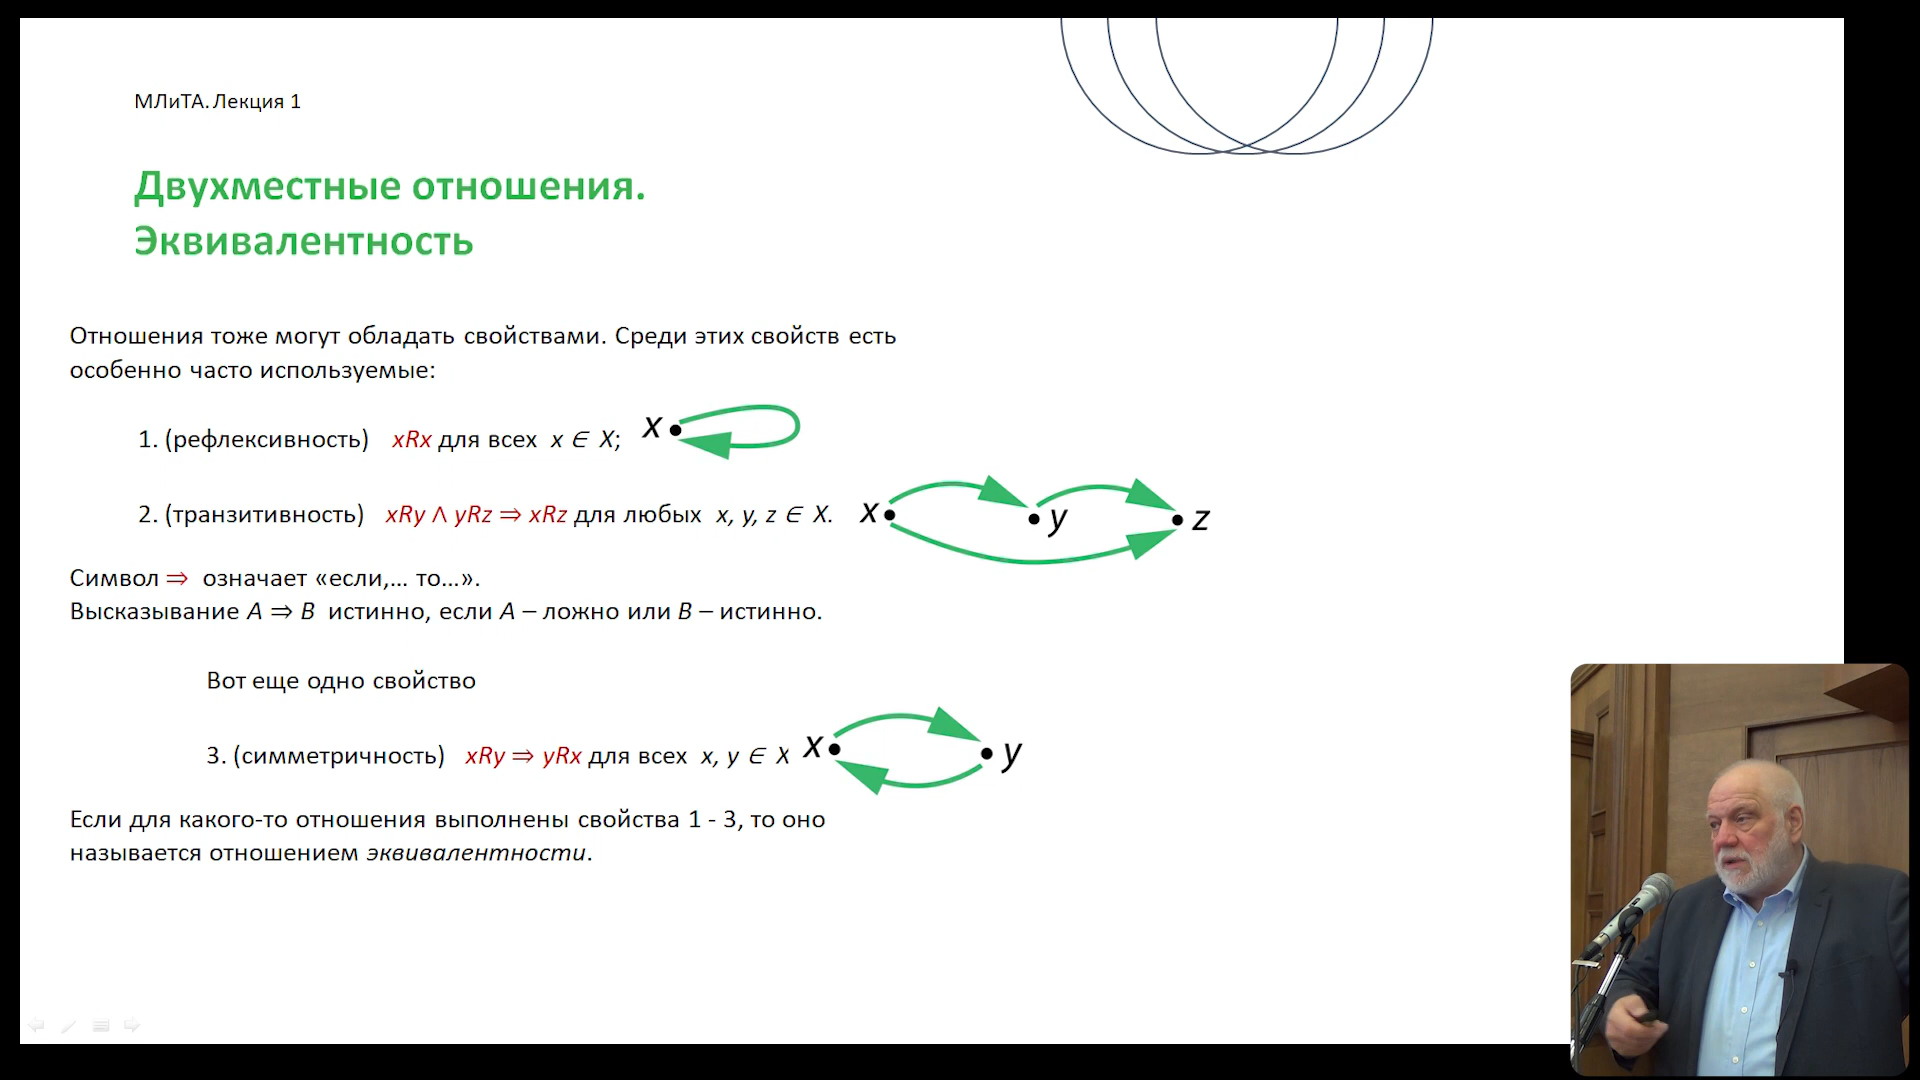 МЛиТА. Лекция 1
Двухместные отношения.
Эквивалентность
Отношения тоже могут обладать свойствами. Среди этих свойств есть
особенно часто используемые:
1. (рефлексивность) xRx для всех x ∈ X; x
2. (транзитивность) xRy ∧ yRz ⇒ xRz для любых x, y, z ∈ X. x y z
Символ ⇒ означает «если,... то...».
Высказывание A ⇒ B истинно, если A – ложно или B – истинно.
Вот еще одно свойство
3. (симметричность) xRy ⇒ yRx для всех x, y ∈ X x y
Если для какого-то отношения выполнены свойства 1 - 3, то оно
называется отношением эквивалентности.